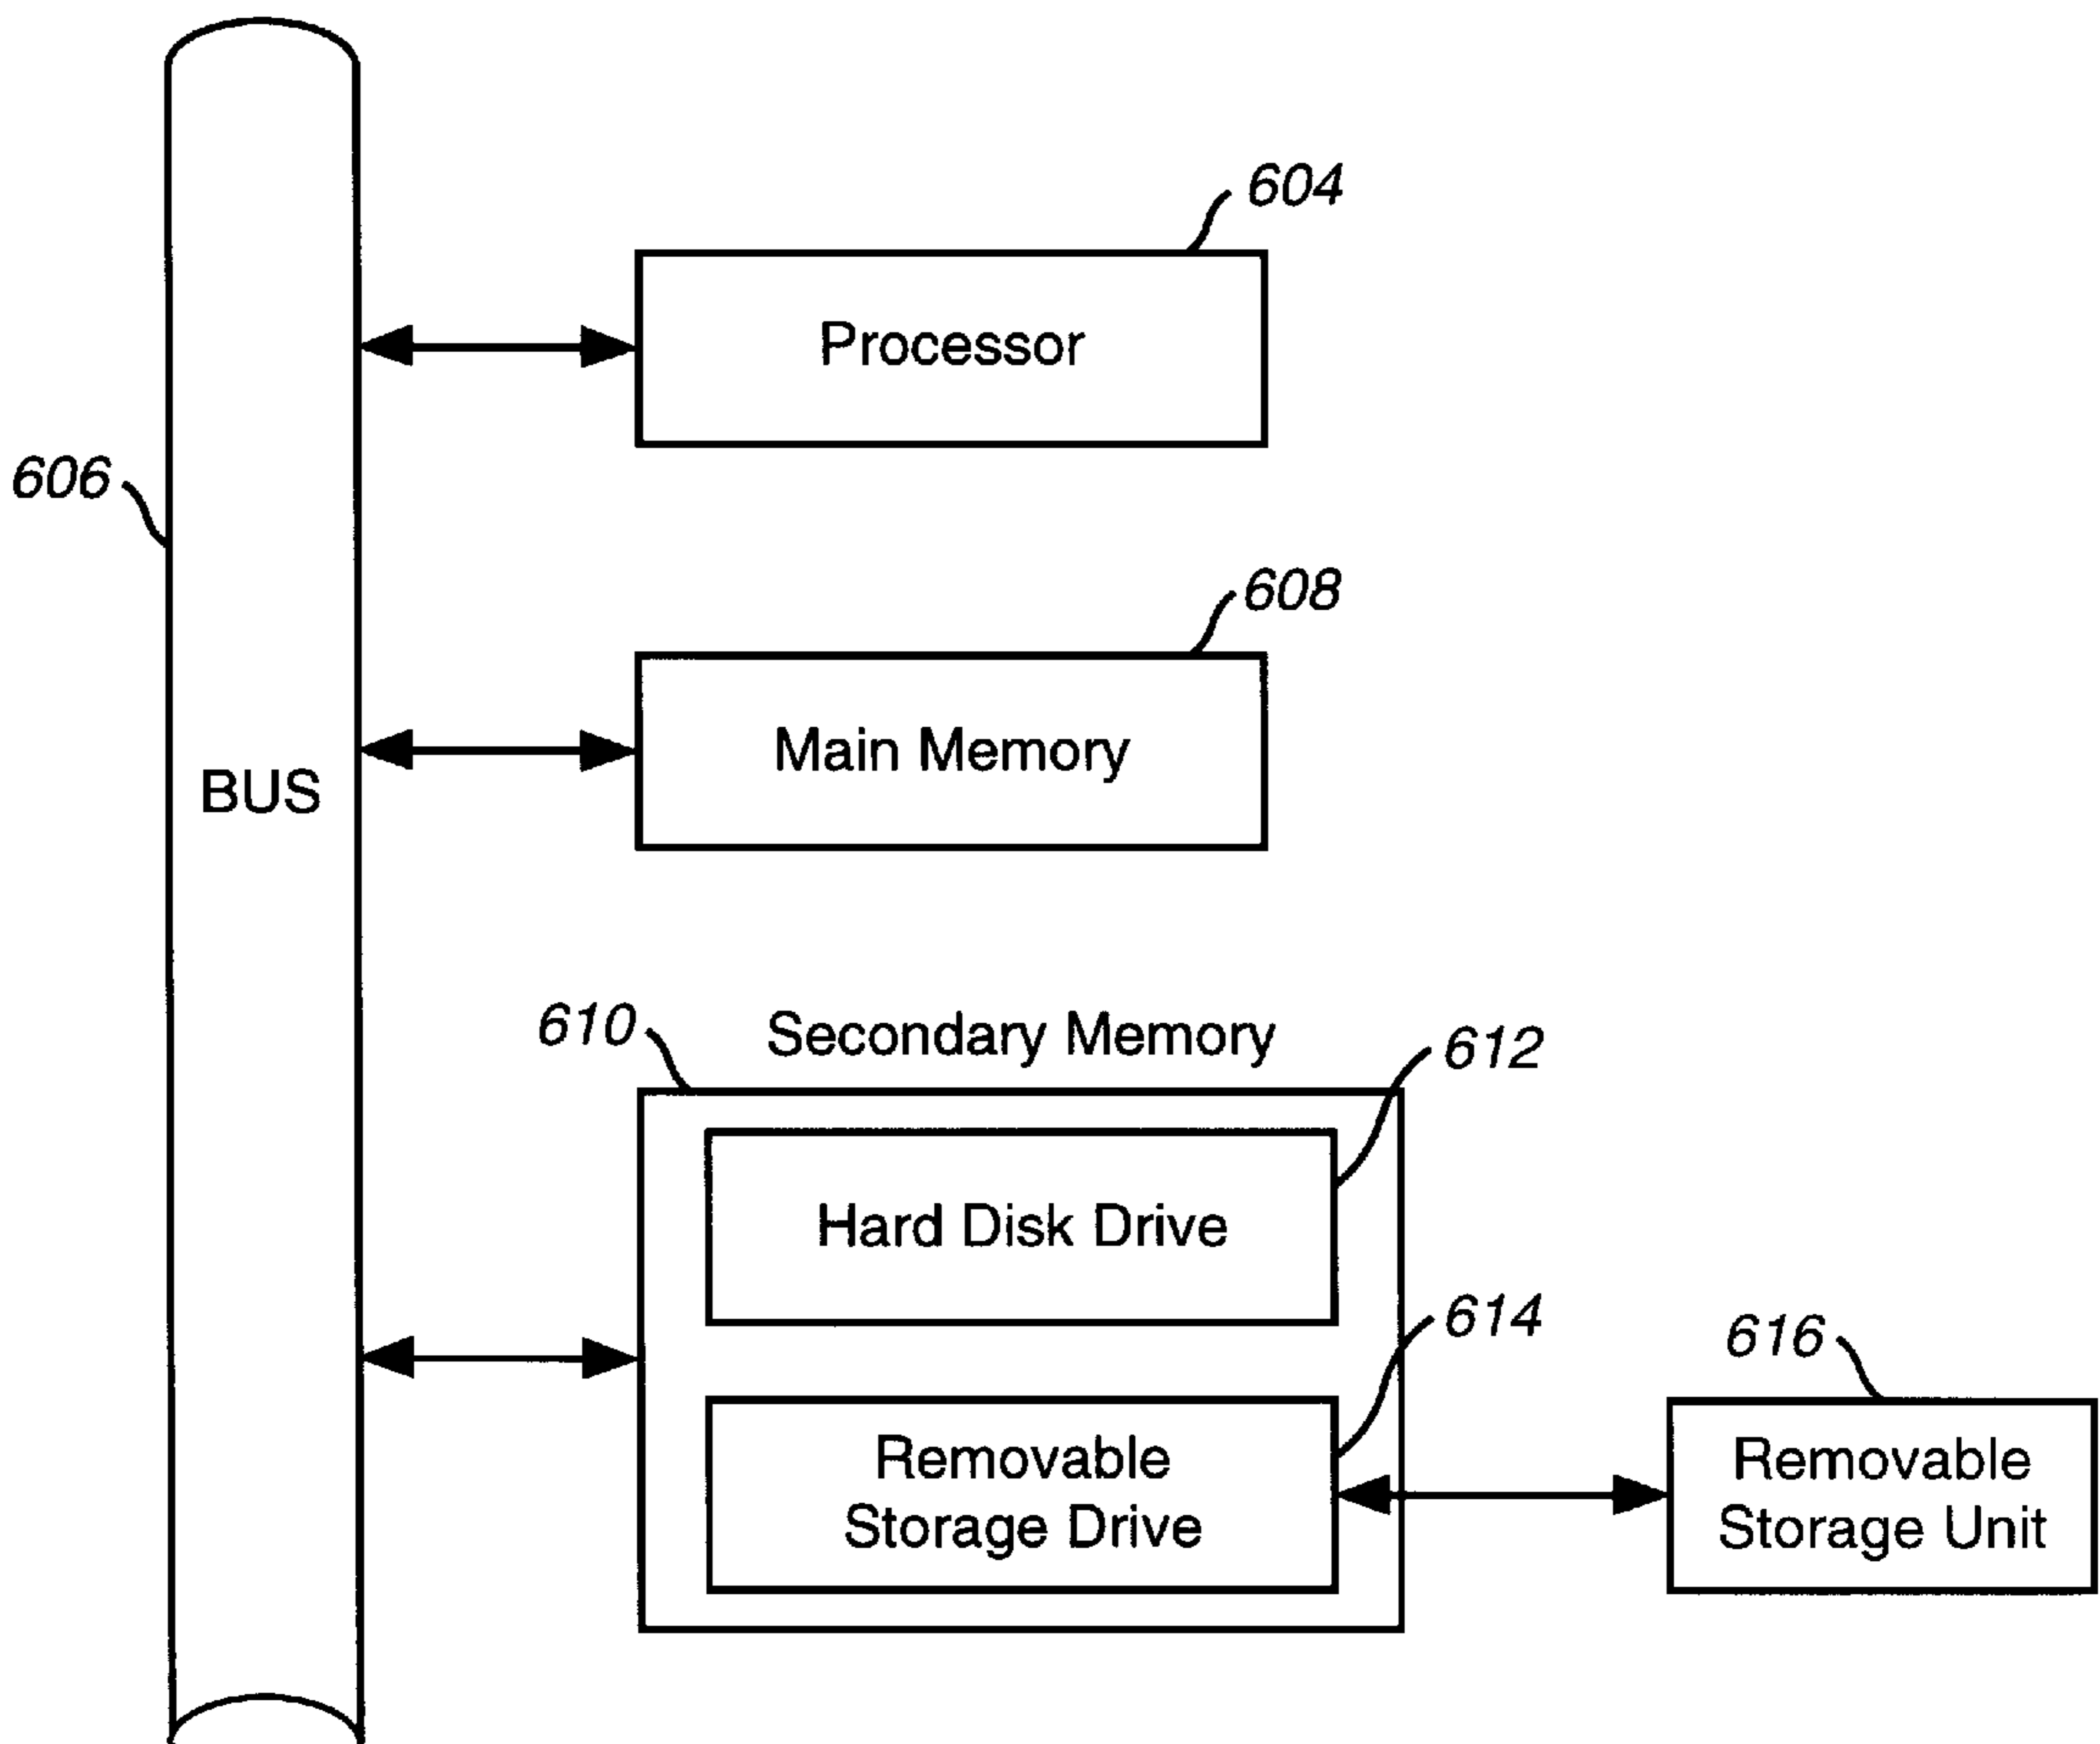 604
Processor
606
608
Main Memory
BUS
610
Secondary Memory
612
Hard Disk Drive
614
616
Removable
Storage Drive
Removable
Storage Unit